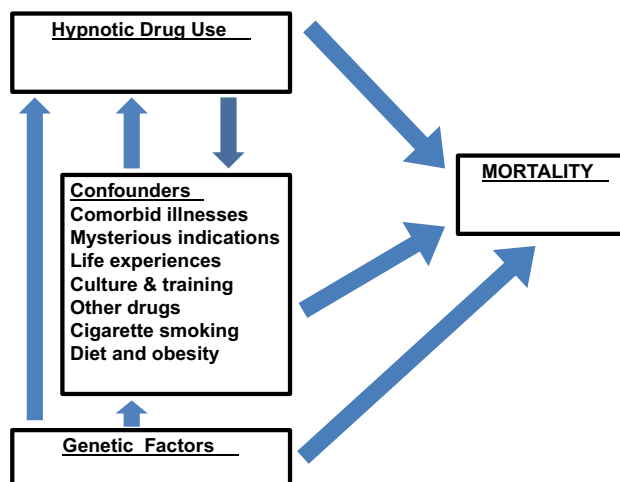 Hypnotic Drug Use
Confounders
Comorbid illnesses
Mysterious indications
Life experiences
Culture & training
Other drugs
Cigarette smoking
Diet and obesity
MORTALITY
Genetic Factors